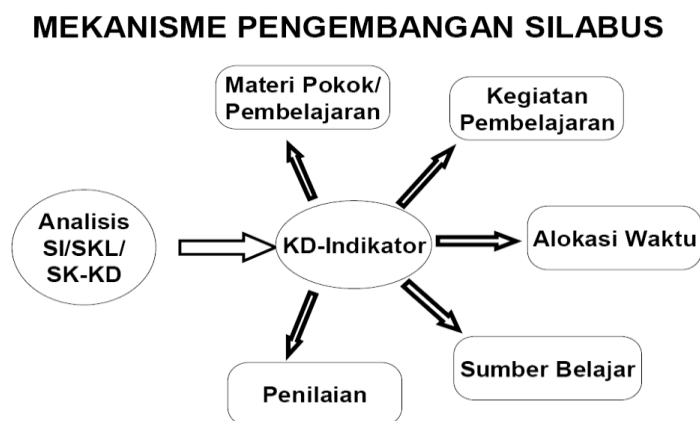 MEKANISME PENGEMBANGAN SILABUS
Materi Pokok/
Pembelajaran
Kegiatan
Pembelajaran
Analisis
SI/SKL/
SK-KD
KD-Indikator
Alokasi Waktu
Sumber Belajar
Penilaian